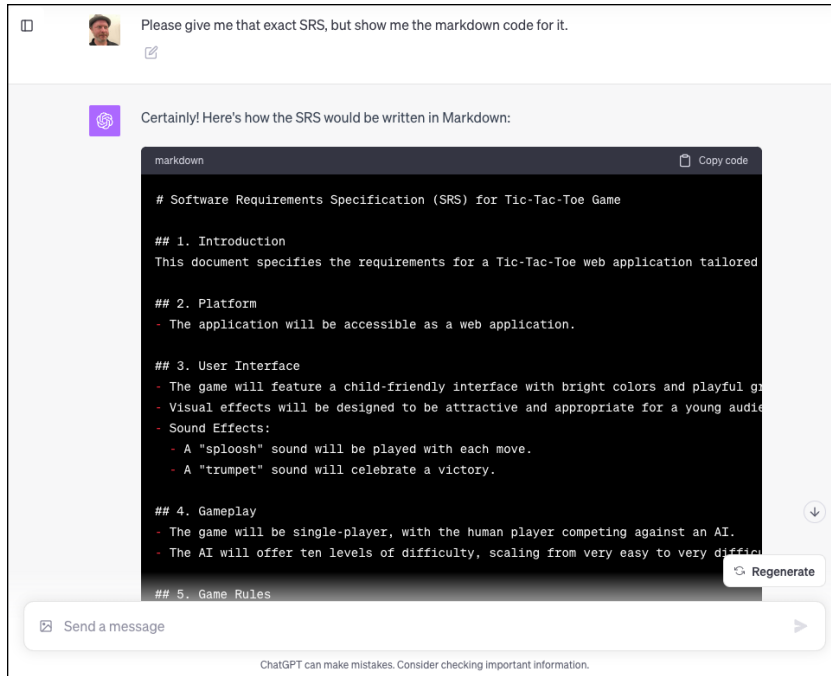 Please give me that exact SRS, but show me the markdown code for it.
Certainly! Here's how the SRS would be written in Markdown:
markdown
Copy code
# Software Requirements Specification (SRS) for Tic-Tac-Toe Game
## 1. Introduction
This document specifies the requirements for a Tic-Tac-Toe web application tailored
## 2. Platform
- The application will be accessible as a web application.
## 3. User Interface
- The game will feature a child-friendly interface with bright colors and playful
- Visual effects will be designed to be attractive and appropriate for a young
- Sound Effects:
- A "sploosh" sound will be played with each move.
- A "trumpet" sound will celebrate a victory.
## 4. Gameplay
- The game will be single-player, with the human player competing against an AI.
- The AI will offer ten levels of difficulty, scaling from very easy to very
Regenerate
## 5. Game Rules
Send a message
ChatGPT can make mistakes. Consider checking important information.